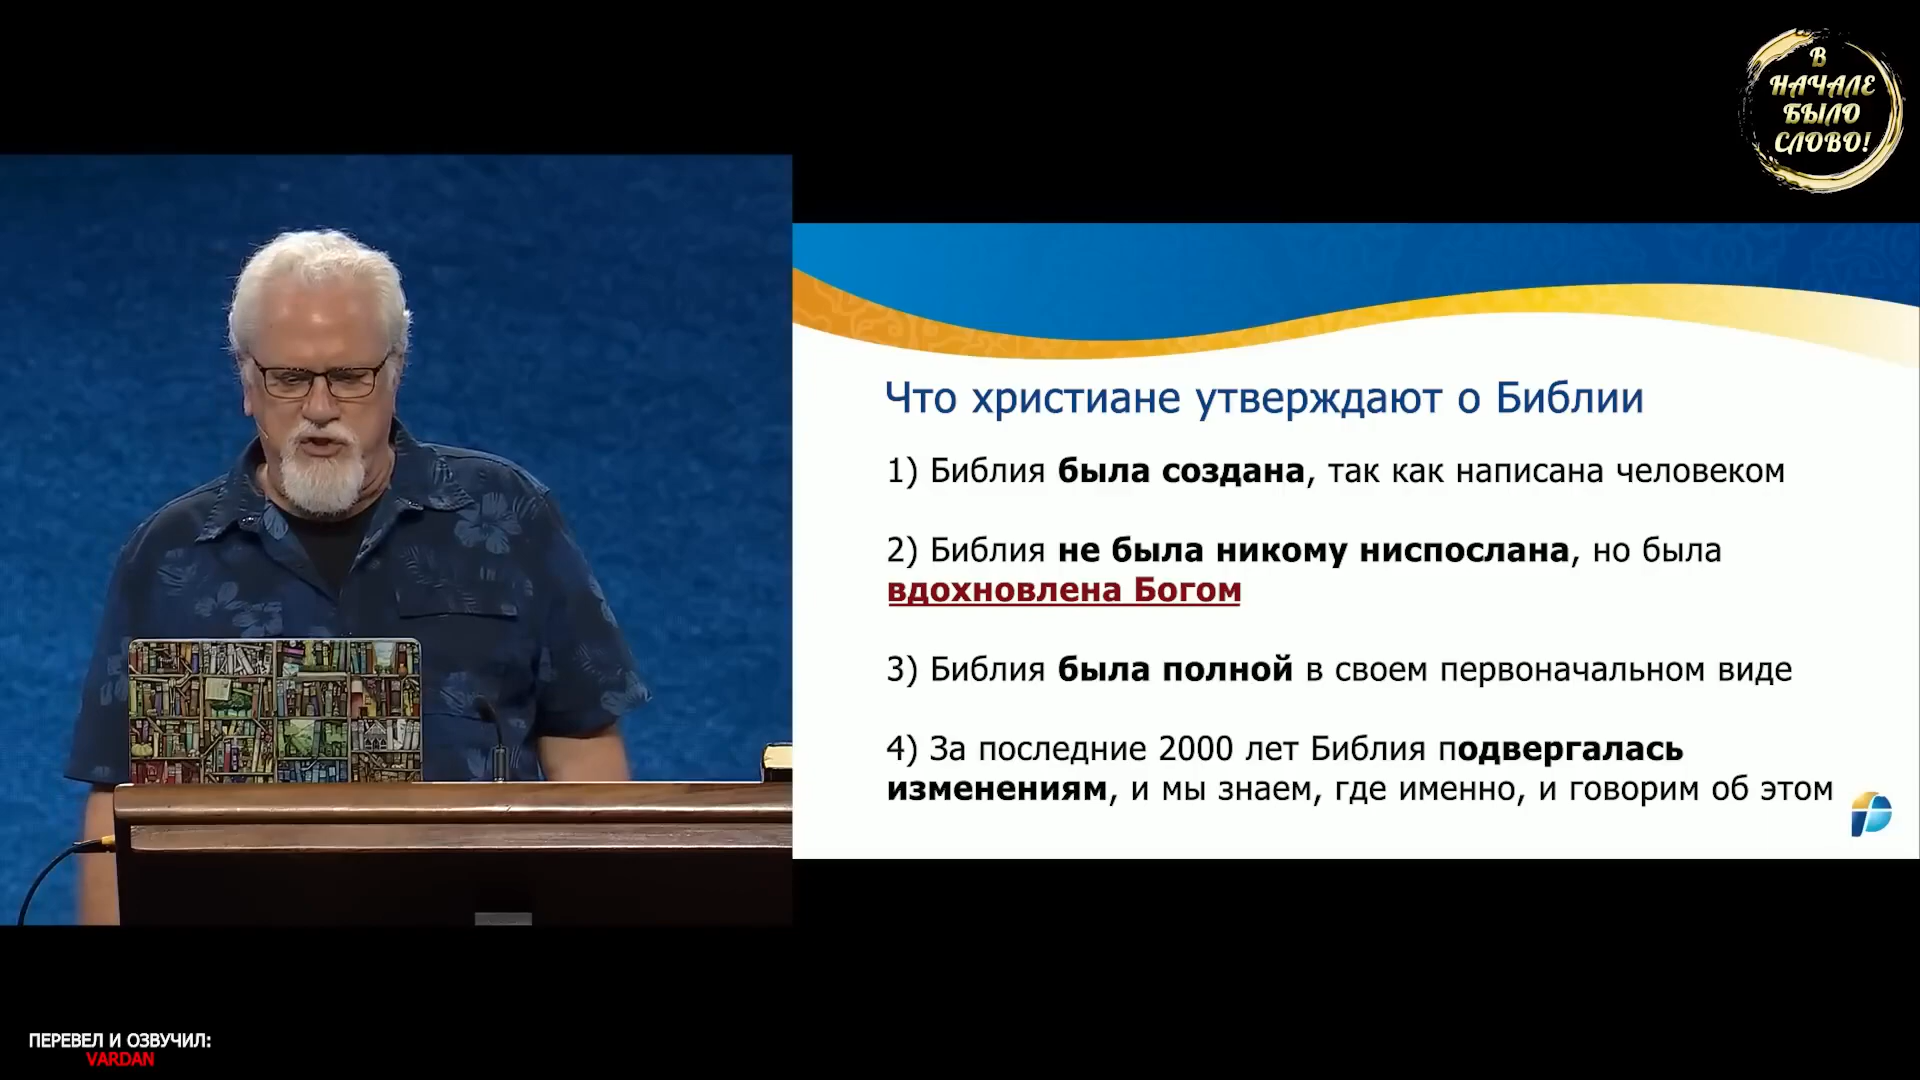 В
НАЧАЛЕ
БЫЛО
СЛОВО!
Что христиане утверждают о Библии
1) Библия была создана, так как написана человеком
2) Библия не была никому ниспослана, но была
вдохновлена Богом
3) Библия была полной в своем первоначальном виде
4) За последние 2000 лет Библия подвергалась
изменениям, и мы знаем, где именно, и говорим об этом
ПЕРЕВЕЛ И ОЗВУЧИЛ:
VARDAN